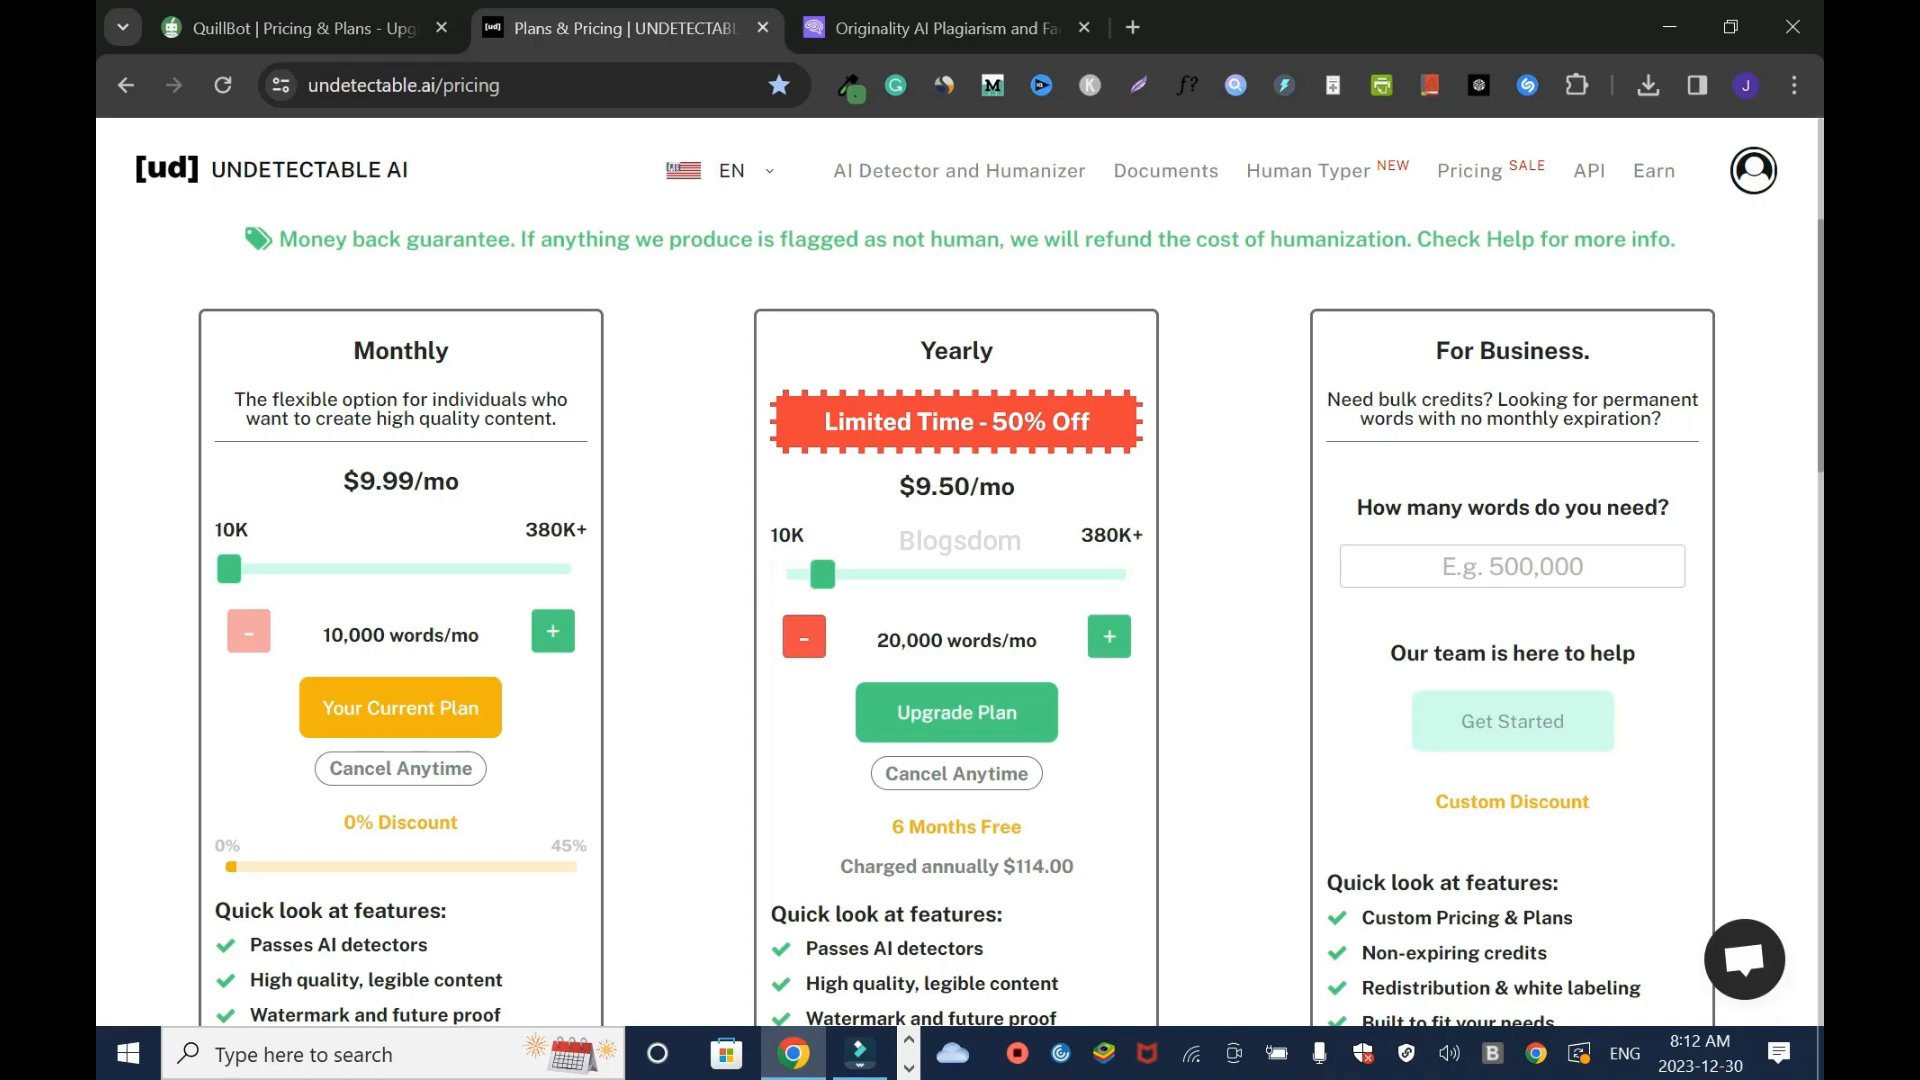 QuillBot | Pricing & Plans - Upg
Plans & Pricing | UNDETECTABL
Originality AI Plagiarism and Fa
undetectable.ai/pricing
[ud] UNDETECTABLE AI
EN
AI Detector and Humanizer
Documents
Human Typer NEW
Pricing SALE
API
Earn
Money back guarantee. If anything we produce is flagged as not human, we will refund the cost of humanization. Check Help for more info.
Monthly
The flexible option for individuals who
want to create high quality content.
$9.99/mo
10K 380K+
- 10,000 words/mo +
Your Current Plan
Cancel Anytime
0% Discount
0% 45%
Quick look at features:
Passes AI detectors
High quality, legible content
Watermark and future proof
Yearly
Limited Time - 50% Off
$9.50/mo
10K 380K+
Blogsdom
- 20,000 words/mo +
Upgrade Plan
Cancel Anytime
6 Months Free
Charged annually $114.00
Quick look at features:
Passes AI detectors
High quality, legible content
Watermark and future proof
For Business.
Need bulk credits? Looking for permanent
words with no monthly expiration?
How many words do you need?
E.g. 500,000
Our team is here to help
Get Started
Custom Discount
Quick look at features:
Custom Pricing & Plans
Non-expiring credits
Redistribution & white labeling
Built to fit your needs
Type here to search
ENG
8:12 AM
2023-12-30